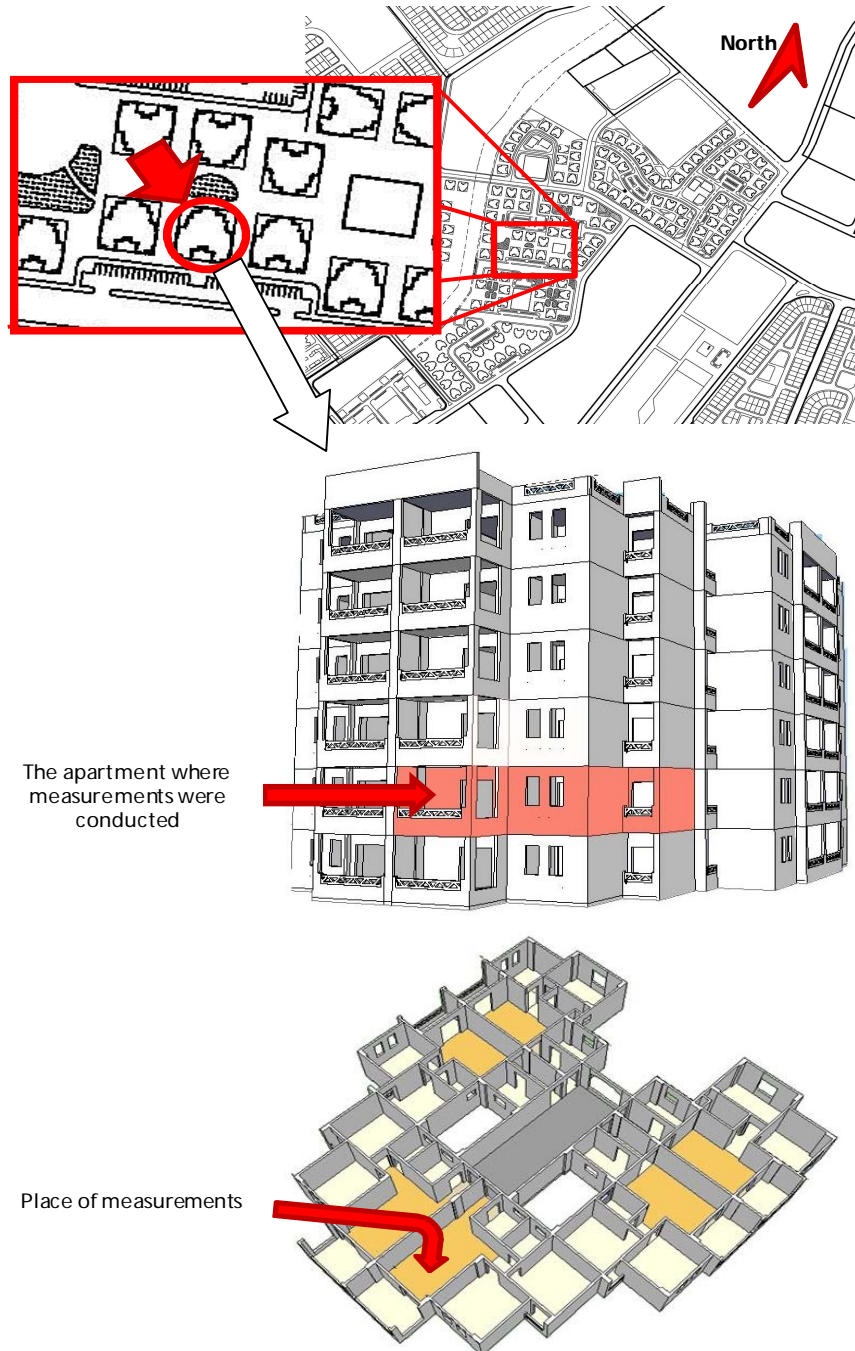 North
The apartment where
measurements were
conducted
Place of measurements